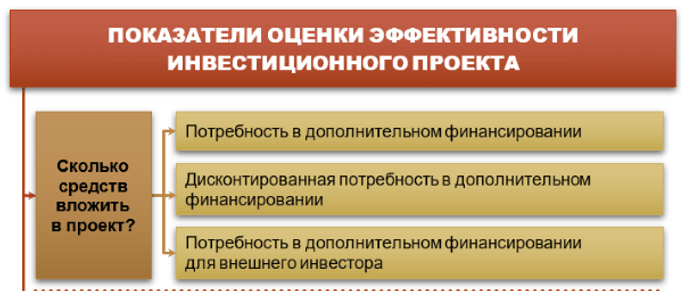 ПОКАЗАТЕЛИ ОЦЕНКИ ЭФФЕКТИВНОСТИ
ИНВЕСТИЦИОННОГО ПРОЕКТА
Сколько
средств
вложить
в проект?
Потребность в дополнительном финансировании
Дисконтированная потребность в дополнительном
финансировании
Потребность в дополнительном финансировании
для внешнего инвестора